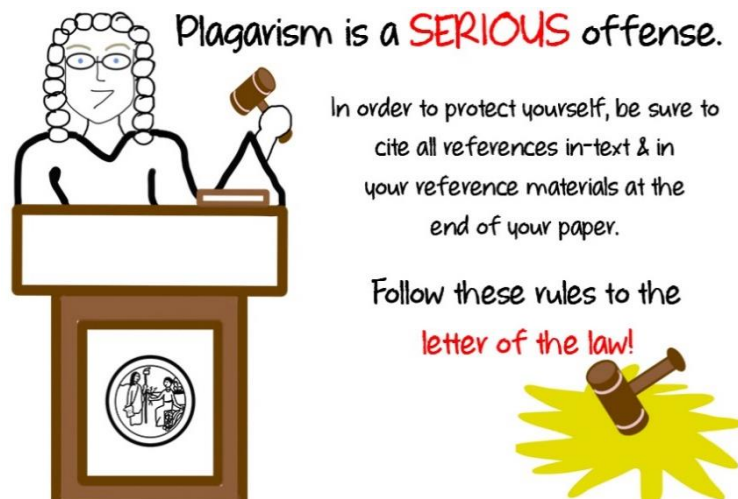 Plagarism is a SERIOUS offense.
In order to protect yourself, be sure to
cite all references in-text & in
your reference materials at the
end of your paper.
Follow these rules to the
letter of the law!